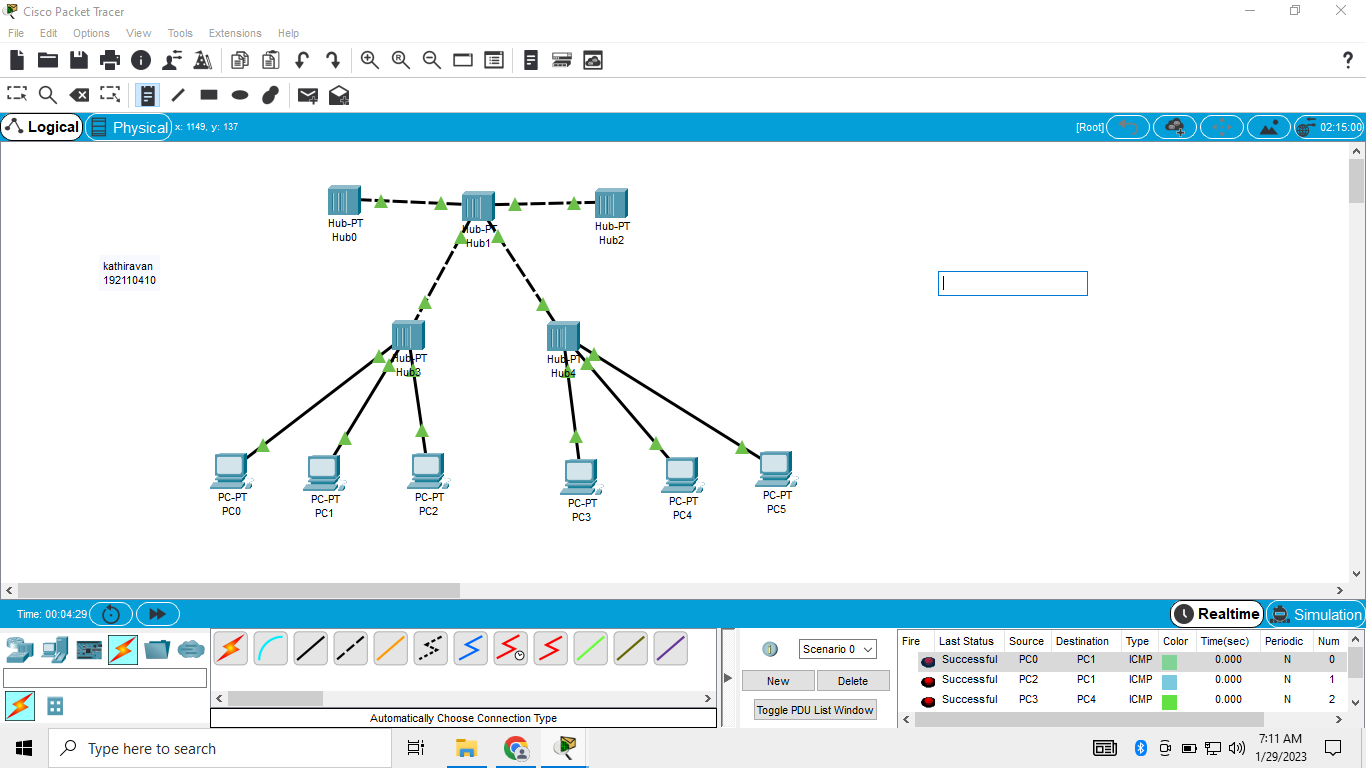 Cisco Packet Tracer
File Edit Options View Tools Extensions Help
Logical Physical x: 1149, y: 137 [Root] 02:15:00
Hub-PT
Hub0
Hub-PT
Hub1
Hub-PT
Hub2
kathiravan
192110410
Hub-PT
Hub3
Hub-PT
Hub4
PC-PT
PC0
PC-PT
PC1
PC-PT
PC2
PC-PT
PC3
PC-PT
PC4
PC-PT
PC5
Time: 00:04:29 Realtime Simulation
Scenario 0
New Delete
Toggle PDU List Window
Automatically Choose Connection Type
Fire Last Status Source Destination Type Color Time(sec) Periodic Num
Successful PC0 PC1 ICMP 0.000 N 0
Successful PC2 PC1 ICMP 0.000 N 1
Successful PC3 PC4 ICMP 0.000 N 2
Type here to search
7:11 AM
1/29/2023